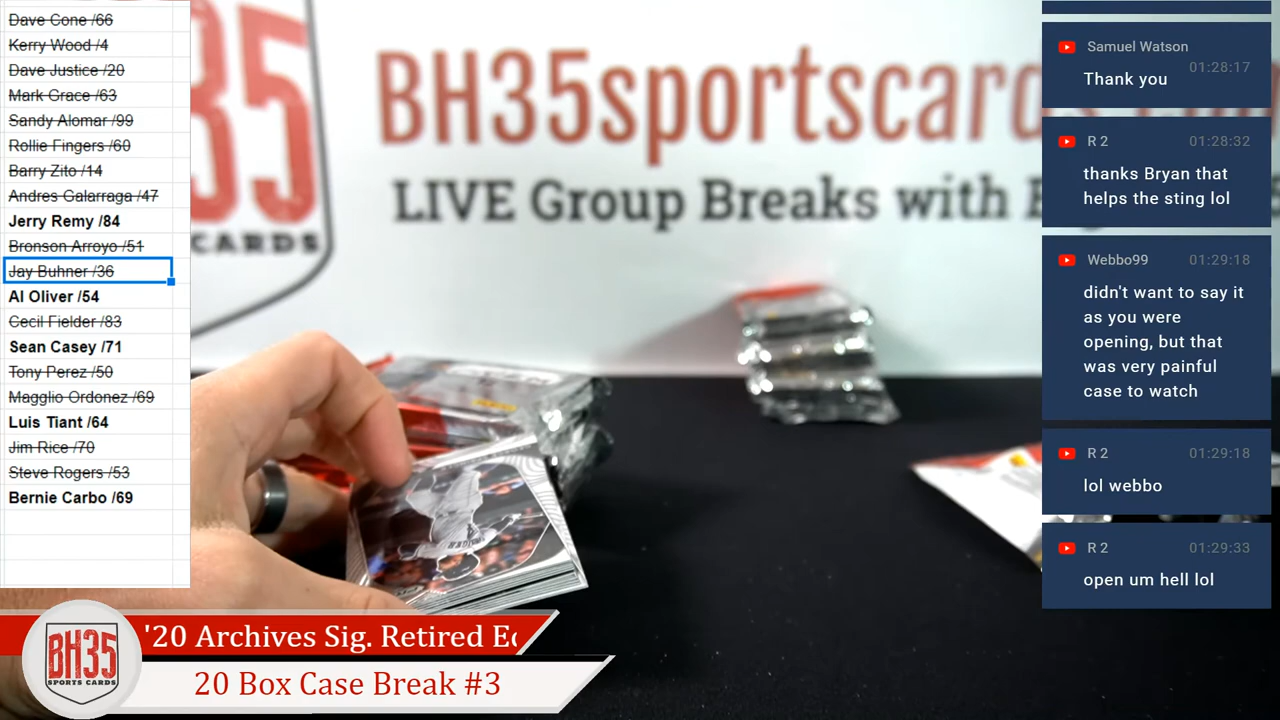 Dave Cone /66
Kerry Wood /4
Dave Justice /20
Mark Grace /63
Sandy Alomar /99
Rollie Fingers /60
Barry Zito /14
Andres Galarraga /47
Jerry Remy /84
Bronson Arroyo /51
Jay Buhner /36
Al Oliver /54
Cecil Fielder /83
Sean Casey /71
Tony Perez /50
Magglio Ordonez /69
Luis Tiant /64
Jim Rice /70
Steve Rogers /53
Bernie Carbo /69
35
CARDS
BH35sportscards.com
LIVE Group Breaks with
Samuel Watson
01:28:17
Thank you
R 2
01:28:32
thanks Bryan that
helps the sting lol
Webbo99
01:29:18
didn't want to say it
as you were
opening, but that
was very painful
case to watch
R 2
01:29:18
lol webbo
R 2
01:29:33
open um hell lol
BH35
SPORTS CARDS
'20 Archives Sig. Retired Ed
20 Box Case Break #3